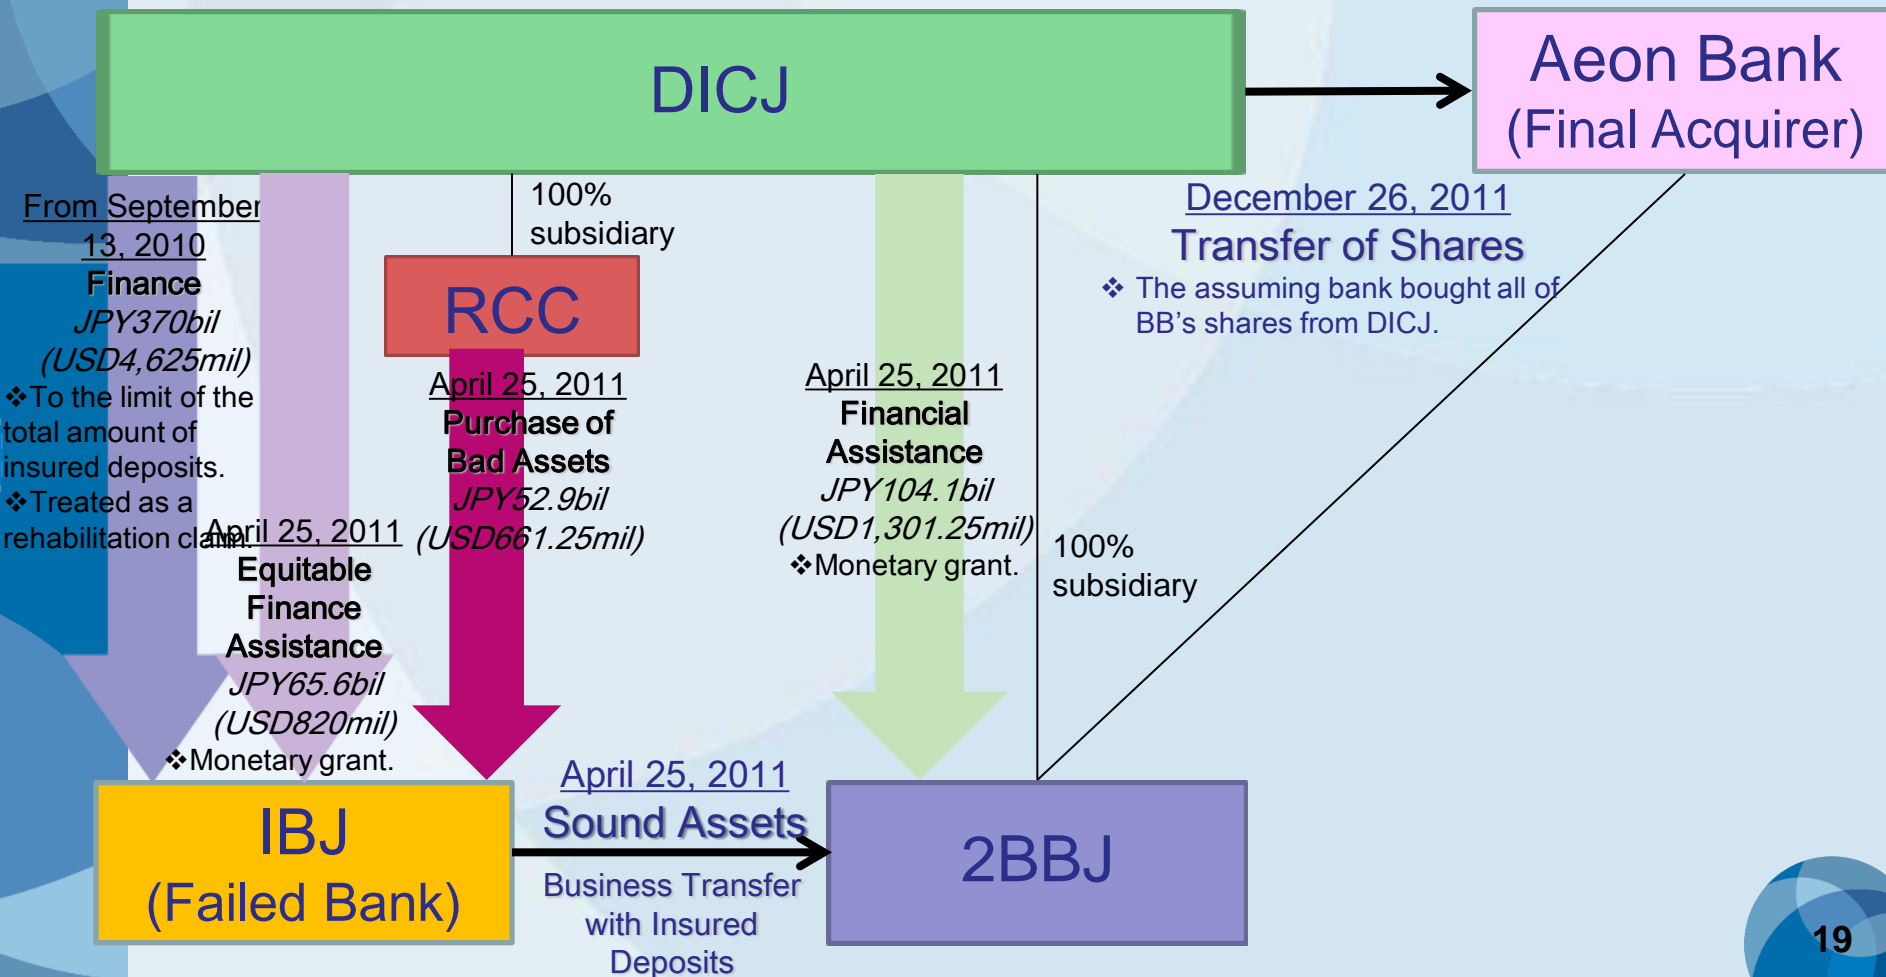 DICJ
Aeon Bank
(Final Acquirer)
From September
13, 2010
Finance
JPY370bil
(USD4,625mil)
❖To the limit of the
total amount of
insured deposits.
❖Treated as a
rehabilitation claim.
April 25, 2011
Equitable
Finance
Assistance
JPY65.6bil
(USD820mil)
❖Monetary grant.
100%
subsidiary
RCC
April 25, 2011
Purchase of
Bad Assets
JPY52.9bil
(USD661.25mil)
April 25, 2011
Financial
Assistance
JPY104.1bil
(USD1,301.25mil)
❖Monetary grant.
100%
subsidiary
December 26, 2011
Transfer of Shares
❖ The assuming bank bought all of
BB’s shares from DICJ.
IBJ
(Failed Bank)
April 25, 2011
Sound Assets
Business Transfer
with Insured
Deposits
2BBJ
19